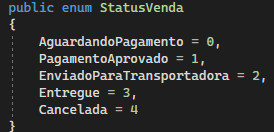 public enum StatusVenda
{
    AguardandoPagamento = 0,
    PagamentoAprovado = 1,
    EnviadoParaTransportadora = 2,
    Entregue = 3,
    Cancelada = 4
}